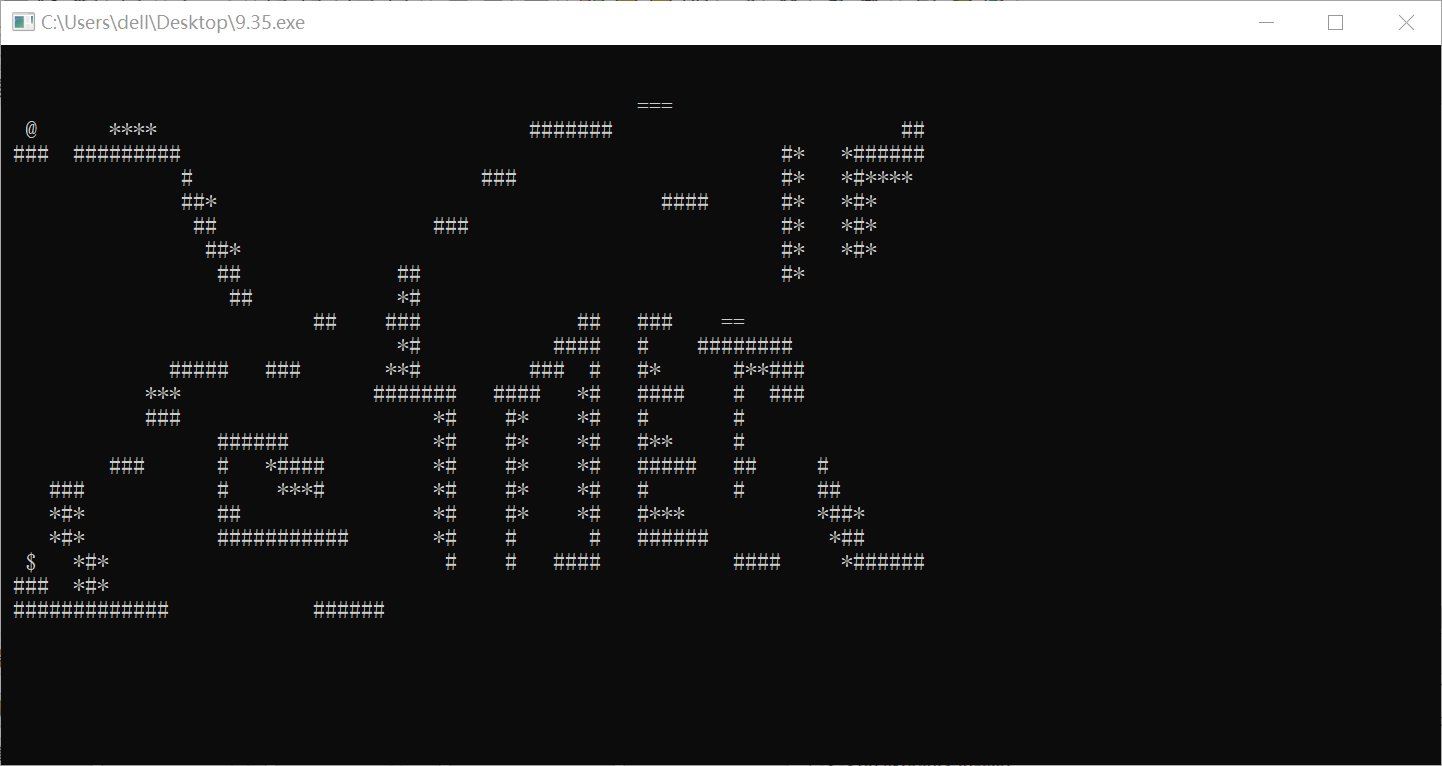 C:\Users\dell\Desktop\9.35.exe
                                                     ===
  @      ****                               #######                        ##
 ###  #########                                                  #*   *######
               #                        ###                      #*   *#****
               ##*                                     ####      #*   *#*
                ##                  ###                          #*   *#*
                 ##*                                             #*   *#*
                  ##             ##                              #*
                   ##            *#
                          ##    ###             ##   ###    ==
                                 *#           ####   #    ########
              #####   ###       **#         ###  #   #*      #**###
            ***                #######   ####   *#   ####    #  ###
            ###                     *#    #*    *#   #       #
                  ######            *#    #*    *#   #**     #
         ###      #   *####         *#    #*    *#   #####   ##     #
    ###           #    ***#         *#    #*    *#   #       #      ##
    *#*           ##                *#    #*    *#   #***           *##*
    *#*           ###########       *#    #      #   ######          *##
  $   *#*                            #    #   ####           ####     *######
 ###  *#*
 #############            ######